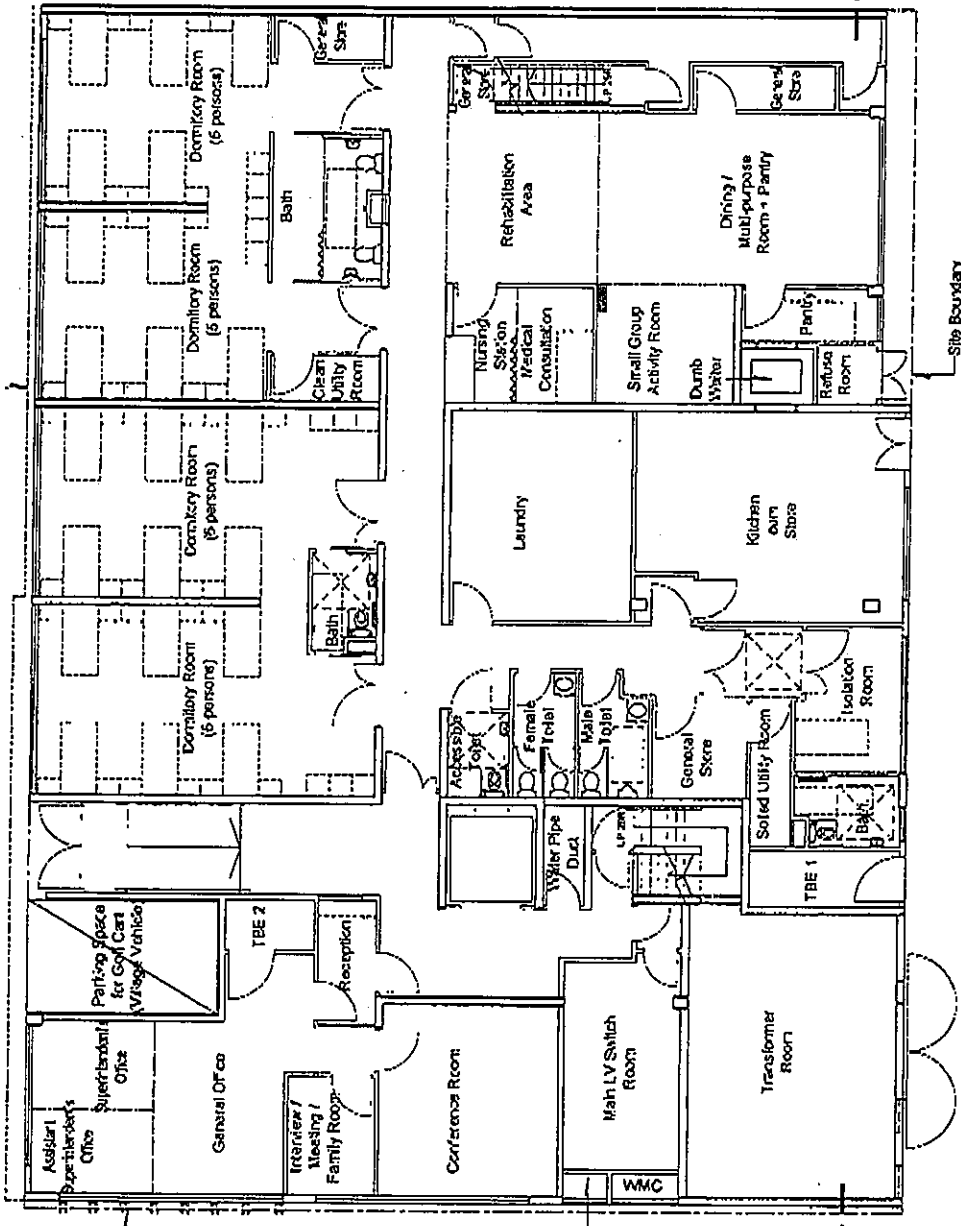 Assistant
Superintendent's
Office
Superintendent's
Office
Parking Space
for Golf Cart
(Village Vehicle)
General Office
TBE 2
Reception
Interview /
Meeting /
Family Room
Conference Room
Main LV Switch
Room
WMC
Transformer
Room
Dormitory Room
(6 persons)
Bath
Accessible
Toilet
Female
Toilet
Male
Toilet
Water Pipe
Duct
General
Store
Soiled Utility Room
TBE 1
Bath
Isolation
Room
Dormitory Room
(6 persons)
Laundry
Kitchen
cum
Store
Dormitory Room
(6 persons)
Clean
Utility
Room
Bath
Nursing
Station
Medical
Consultation
Small Group
Activity Room
Dumb
Waiter
Pantry
Refuse
Room
Dormitory Room
(6 persons)
General
Store
General
Store
Rehabilitation
Area
Dining /
Multi-purpose
Room + Pantry
General
Store
Site Boundary